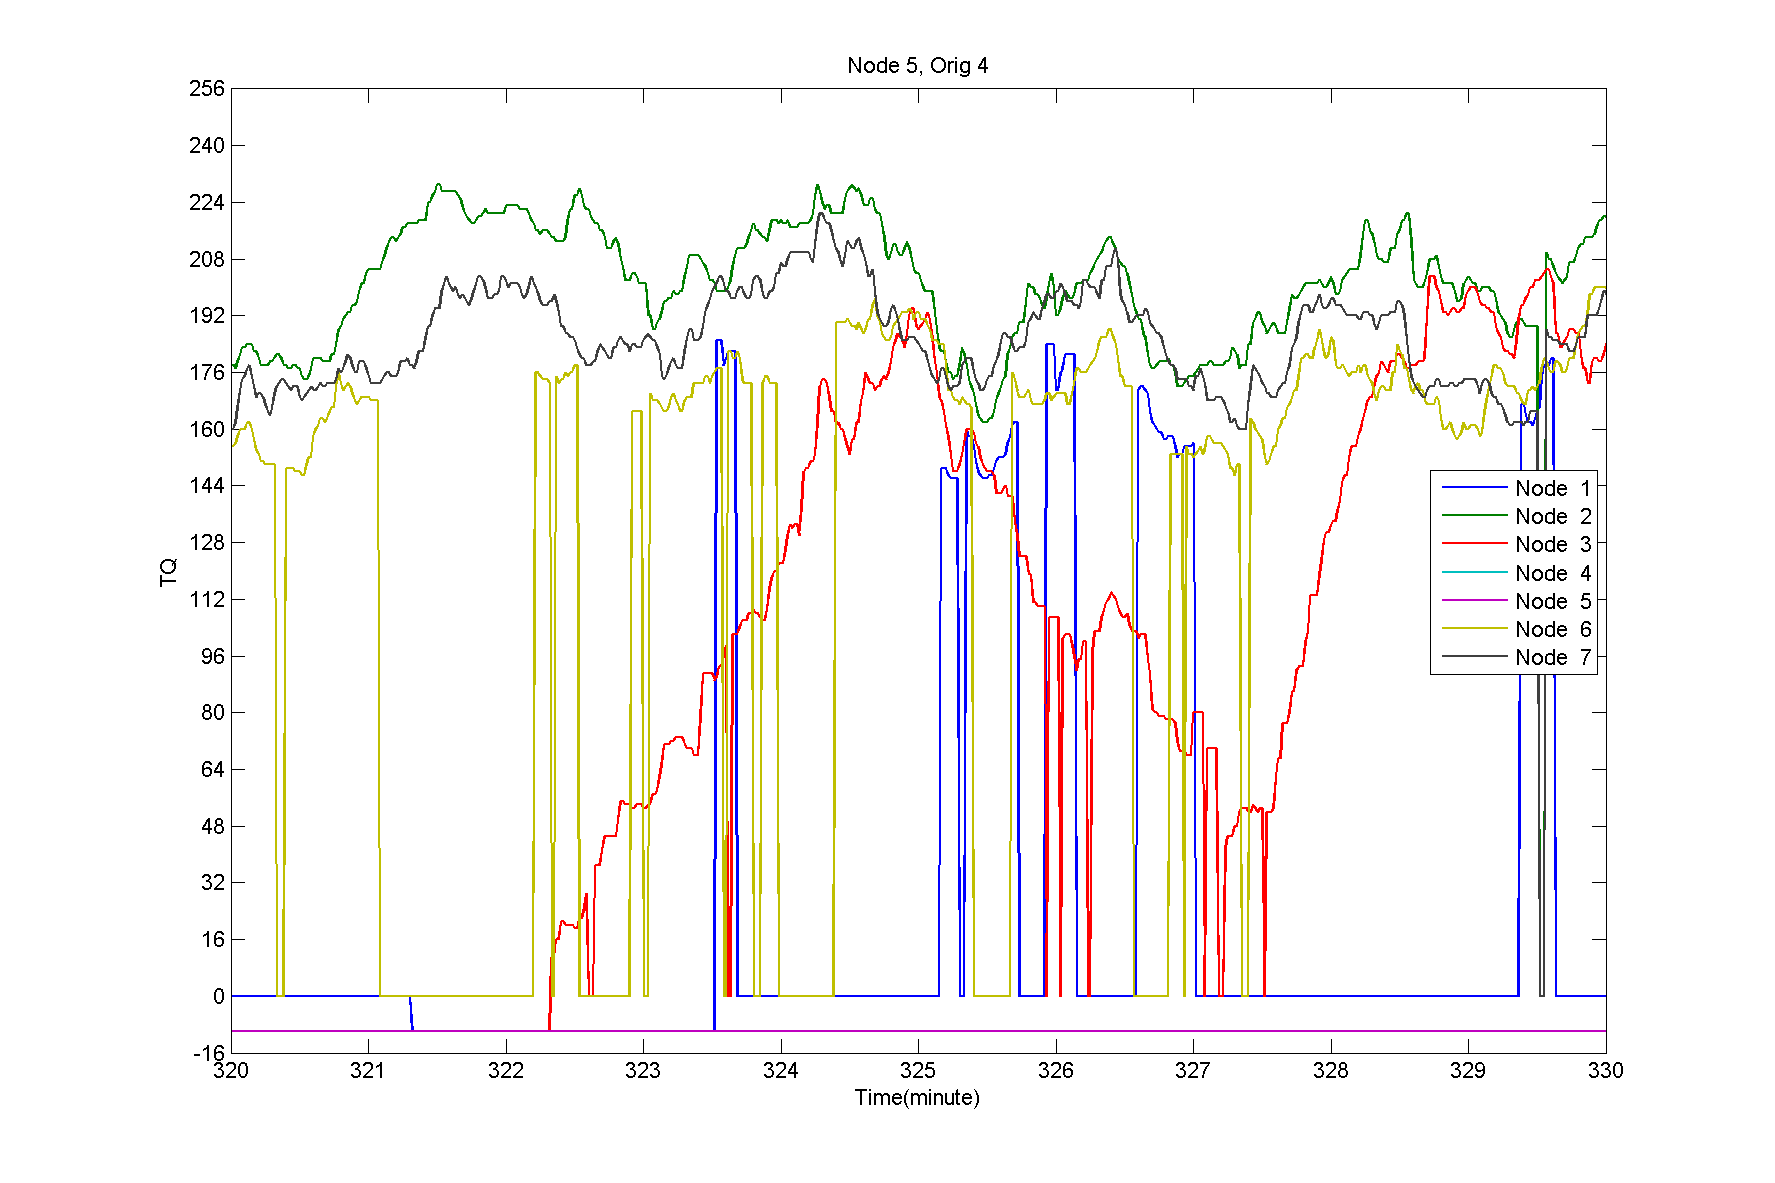 Node 5, Orig 4
256
240
224
208
192
176
160
144
128
112
96
80
64
48
32
16
0
-16
TQ
Node 1
Node 2
Node 3
Node 4
Node 5
Node 6
Node 7
320 321 322 323 324 325 326 327 328 329 330
Time(minute)